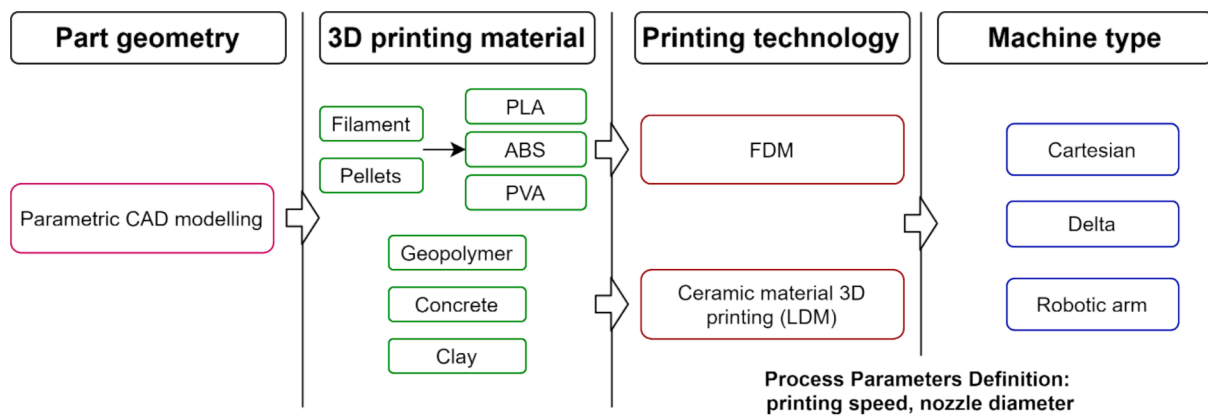 Part geometry
3D printing material
Printing technology
Machine type
Parametric CAD modelling
Filament
Pellets
PLA
ABS
PVA
Geopolymer
Concrete
Clay
FDM
Ceramic material 3D
printing (LDM)
Cartesian
Delta
Robotic arm
Process Parameters Definition:
printing speed, nozzle diameter